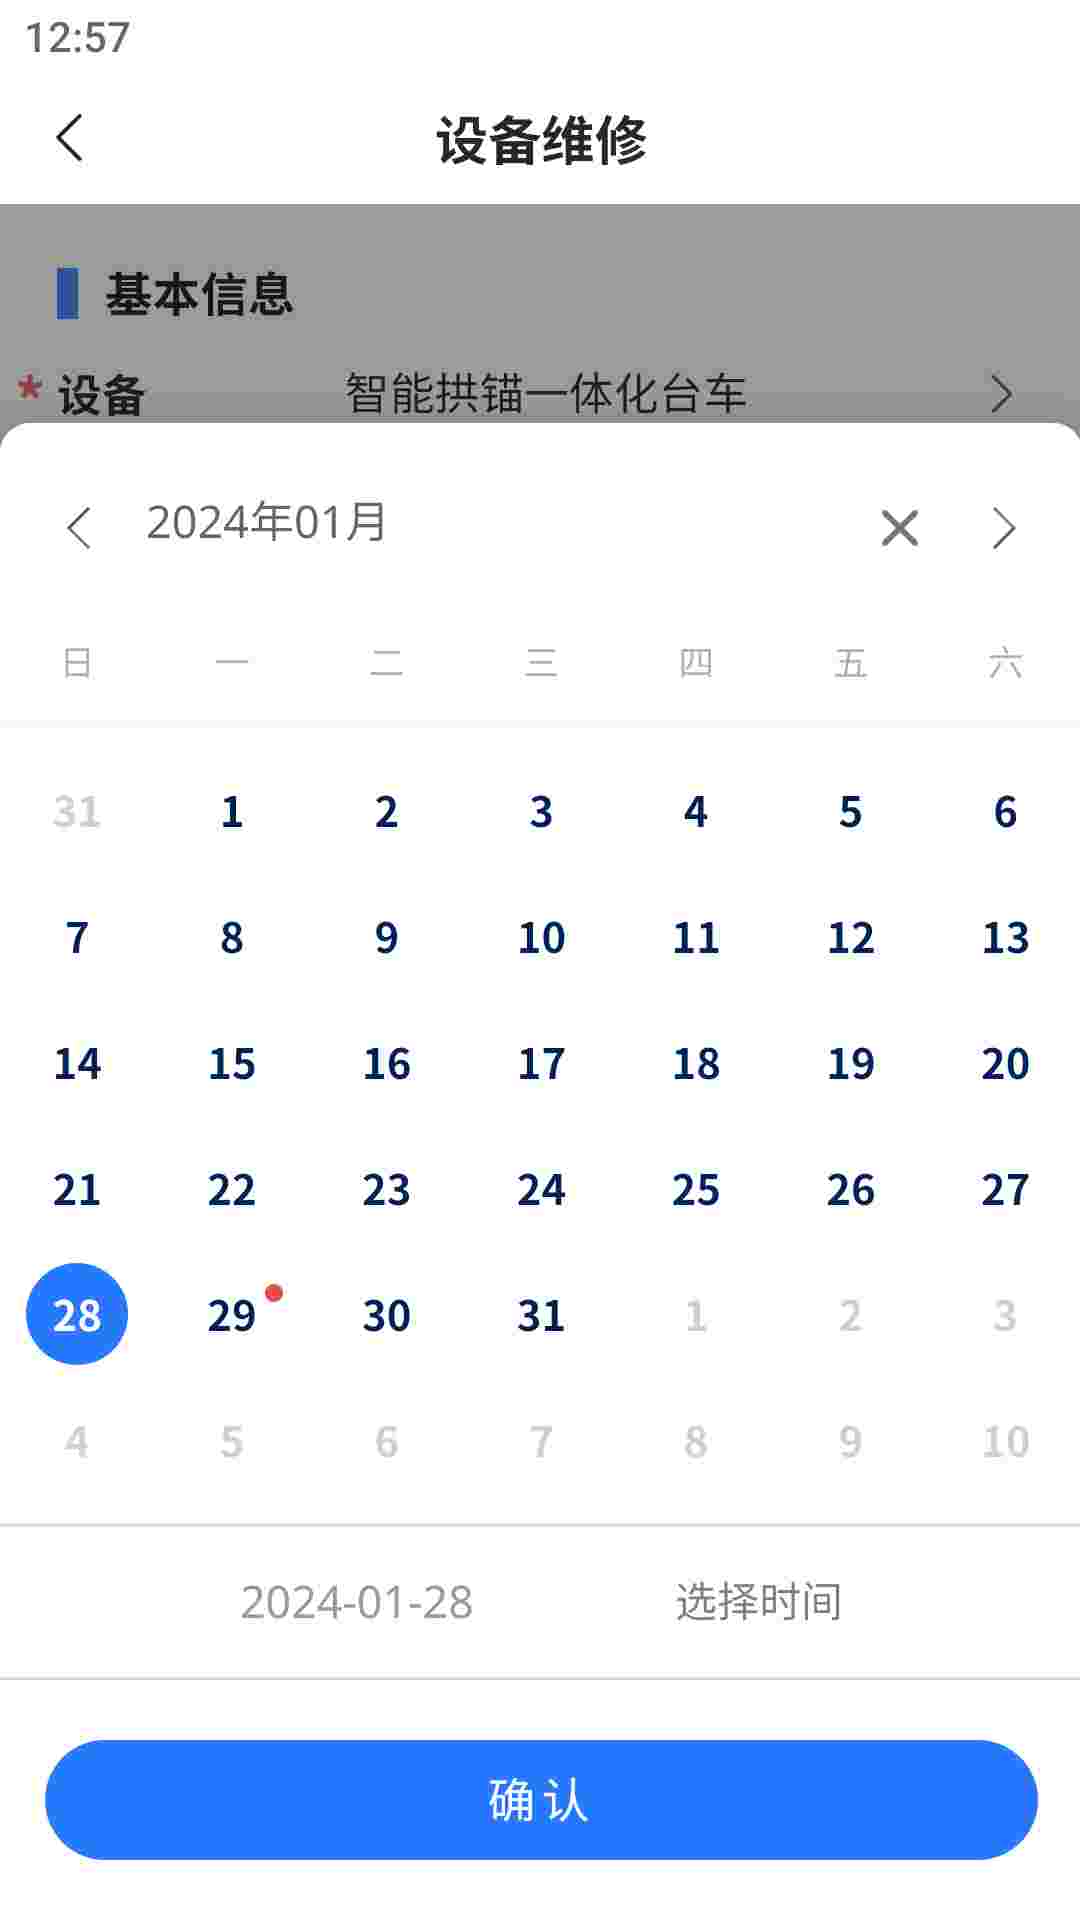 12:57
设备维修
基本信息
* 设备 智能拱锚一体化台车
2024年01月
日 一 二 三 四 五 六
31 1 2 3 4 5 6
7 8 9 10 11 12 13
14 15 16 17 18 19 20
21 22 23 24 25 26 27
28 29 30 31 1 2 3
4 5 6 7 8 9 10
2024-01-28 选择时间
确认